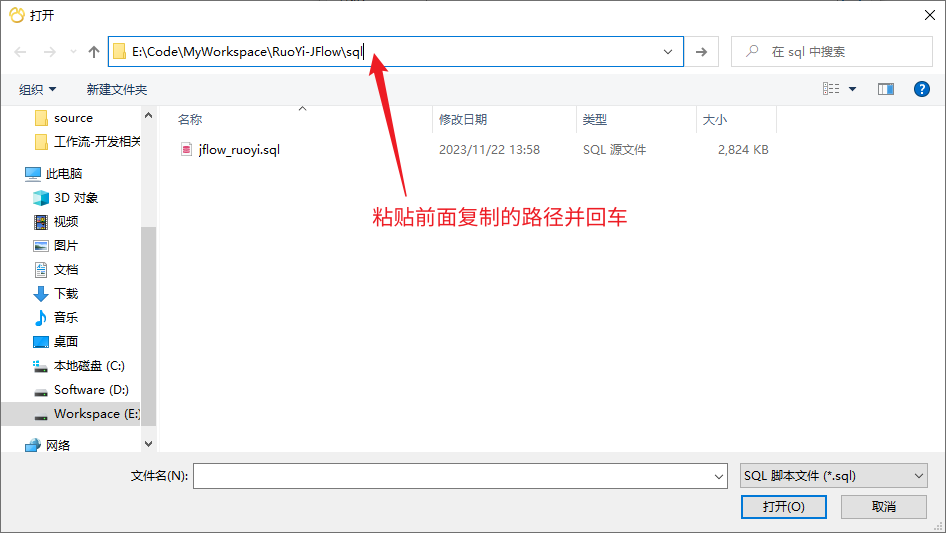 打开
E:\Code\MyWorkspace\RuoYi-JFlow\sql
在 sql 中搜索
组织
新建文件夹
source
工作流-开发相关
此电脑
3D 对象
视频
图片
文档
下载
音乐
桌面
本地磁盘 (C:)
Software (D:)
Workspace (E:)
网络
名称 修改日期 类型 大小
jflow_ruoyi.sql 2023/11/22 13:58 SQL 源文件 2,824 KB
粘贴前面复制的路径并回车
文件名(N):
SQL 脚本文件 (*.sql)
打开(O) 取消